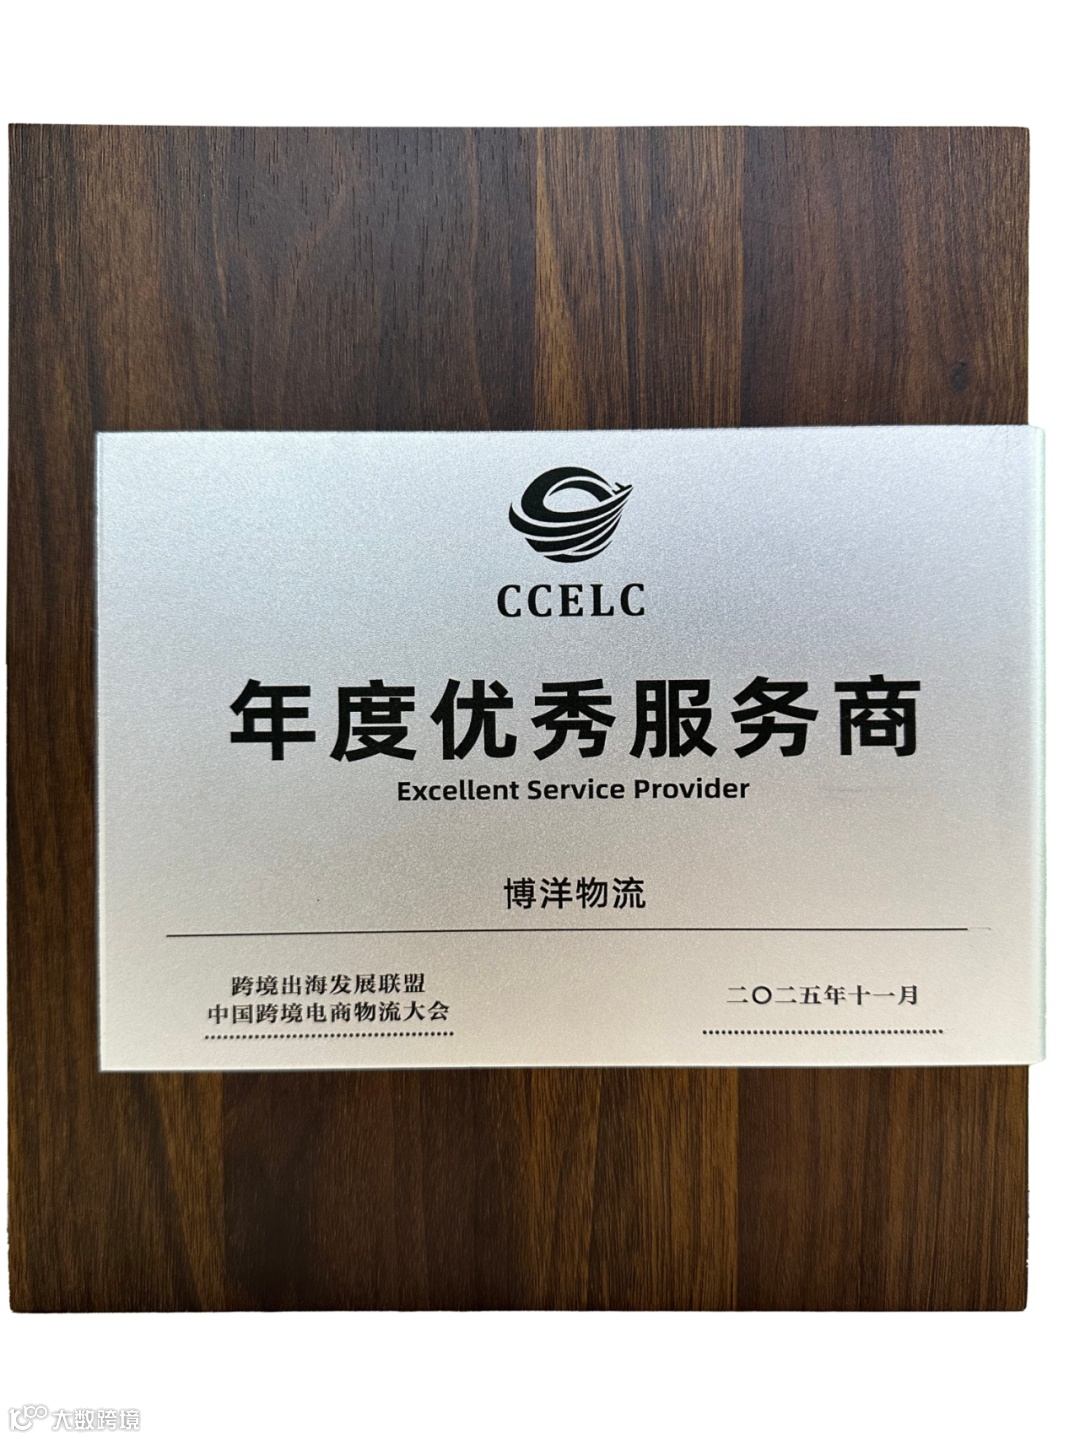 CCELC
年度优秀服务商
Excellent Service Provider
博洋物流
跨境出海发展联盟
中国跨境电商物流大会
二〇二五年十一月
大数跨境